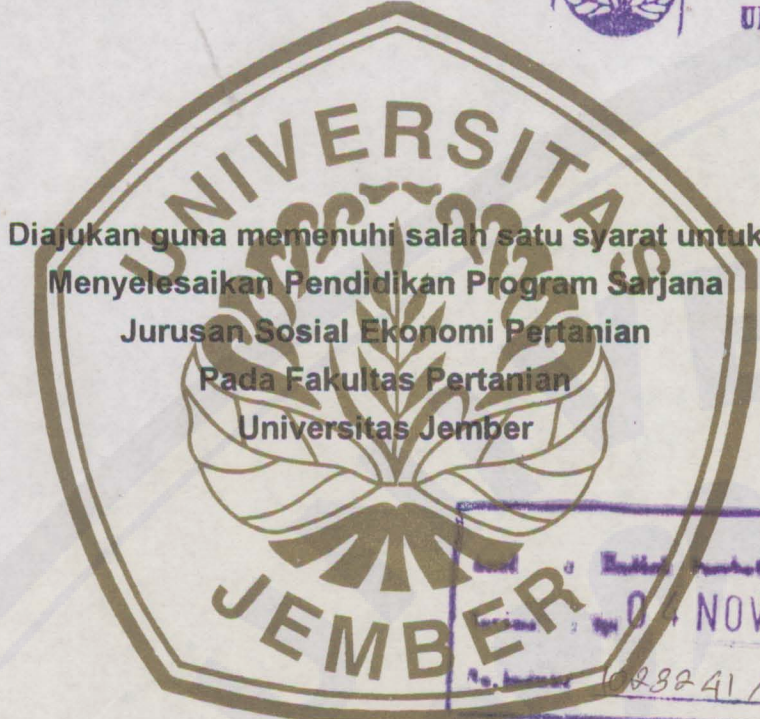 UNIVERSITAS
Diajukan guna memenuhi salah satu syarat untuk
Menyelesaikan Pendidikan Program Sarjana
Jurusan Sosial Ekonomi Pertanian
Pada Fakultas Pertanian
Universitas Jember
JEMBER
04 NOV